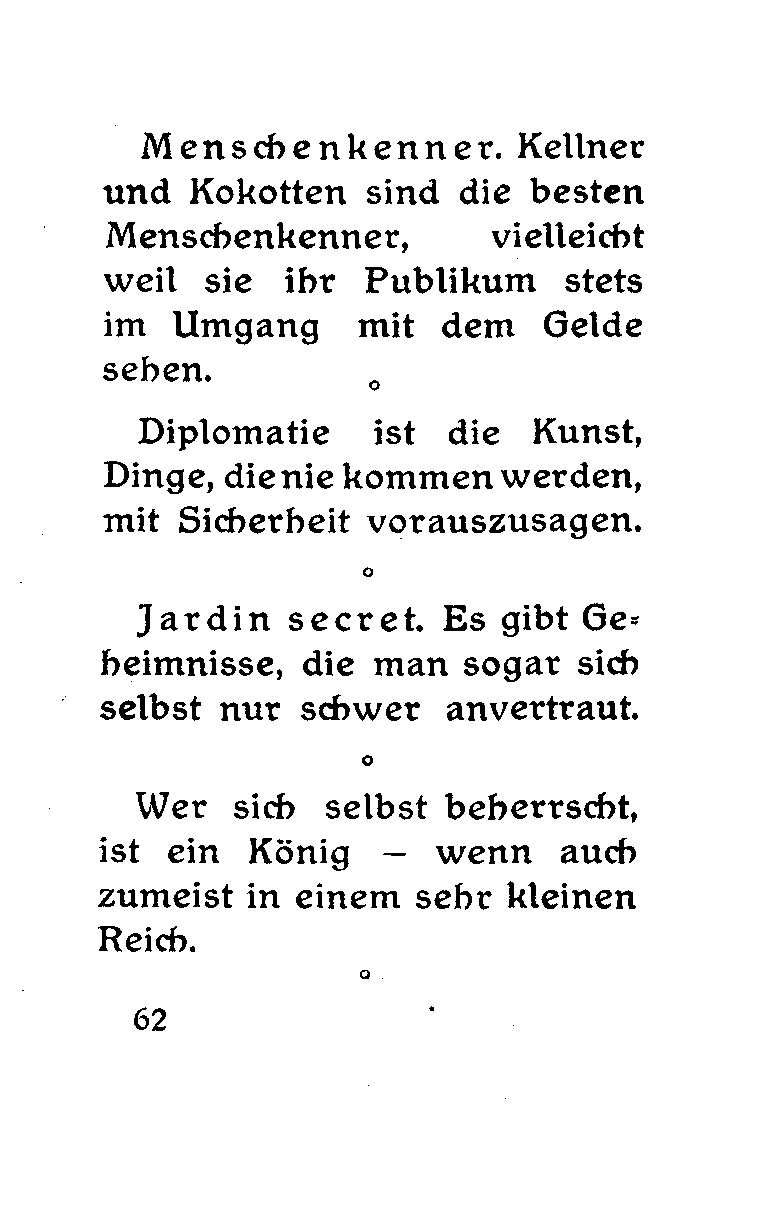 Menschenkenner. Kellner
und Kokotten sind die besten
Menschenkenner, vielleicht
weil sie ihr Publikum stets
im Umgang mit dem Gelde
sehen.
Diplomatie ist die Kunst,
Dinge, die nie kommen werden,
mit Sicherheit vorauszusagen.
Jardin secret. Es gibt Ge-
heimnisse, die man sogar sich
selbst nur schwer anvertraut.
Wer sich selbst beherrscht,
ist ein König – wenn auch
zumeist in einem sehr kleinen
Reich.
62